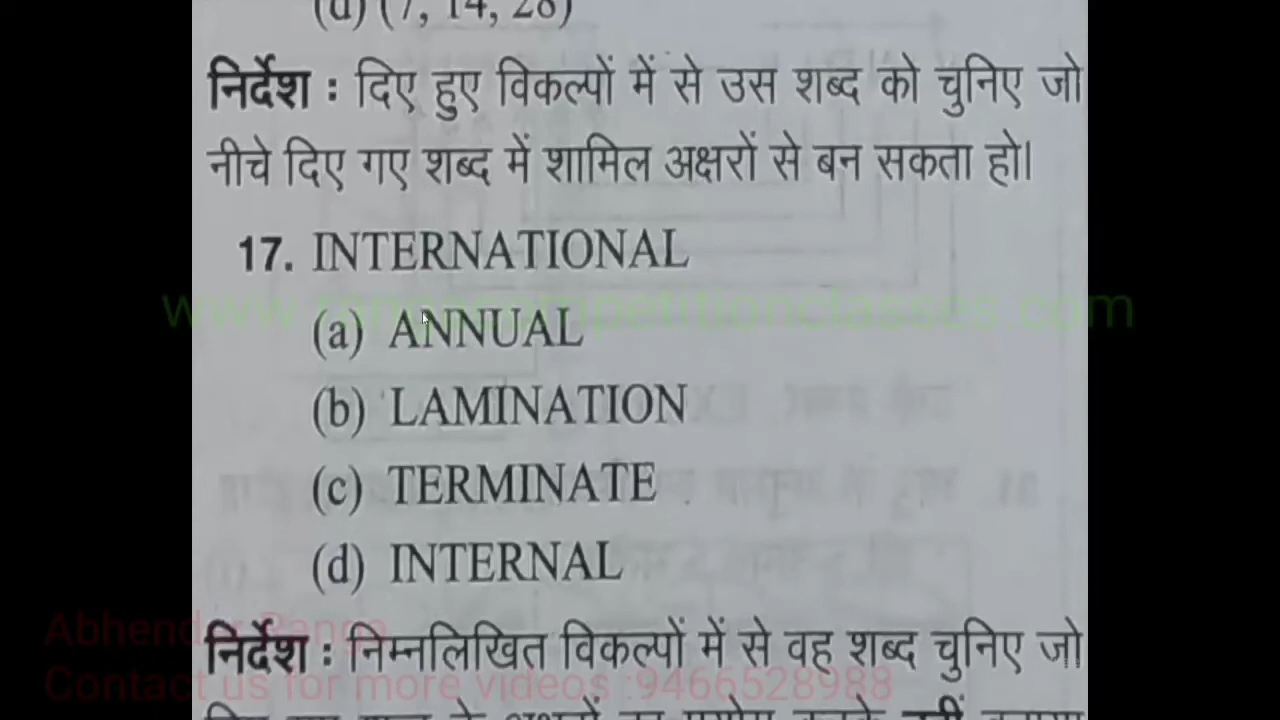 (d) (7, 14, 28)
निर्देश : दिए हुए विकल्पों में से उस शब्द को चुनिए जो
नीचे दिए गए शब्द में शामिल अक्षरों से बन सकता हो।
17. INTERNATIONAL
(a) ANNUAL
(b) LAMINATION
(c) TERMINATE
(d) INTERNAL
Abhender
निर्देश : निम्नलिखित विकल्पों में से वह शब्द चुनिए जो
Contact us for more videos :9466528988